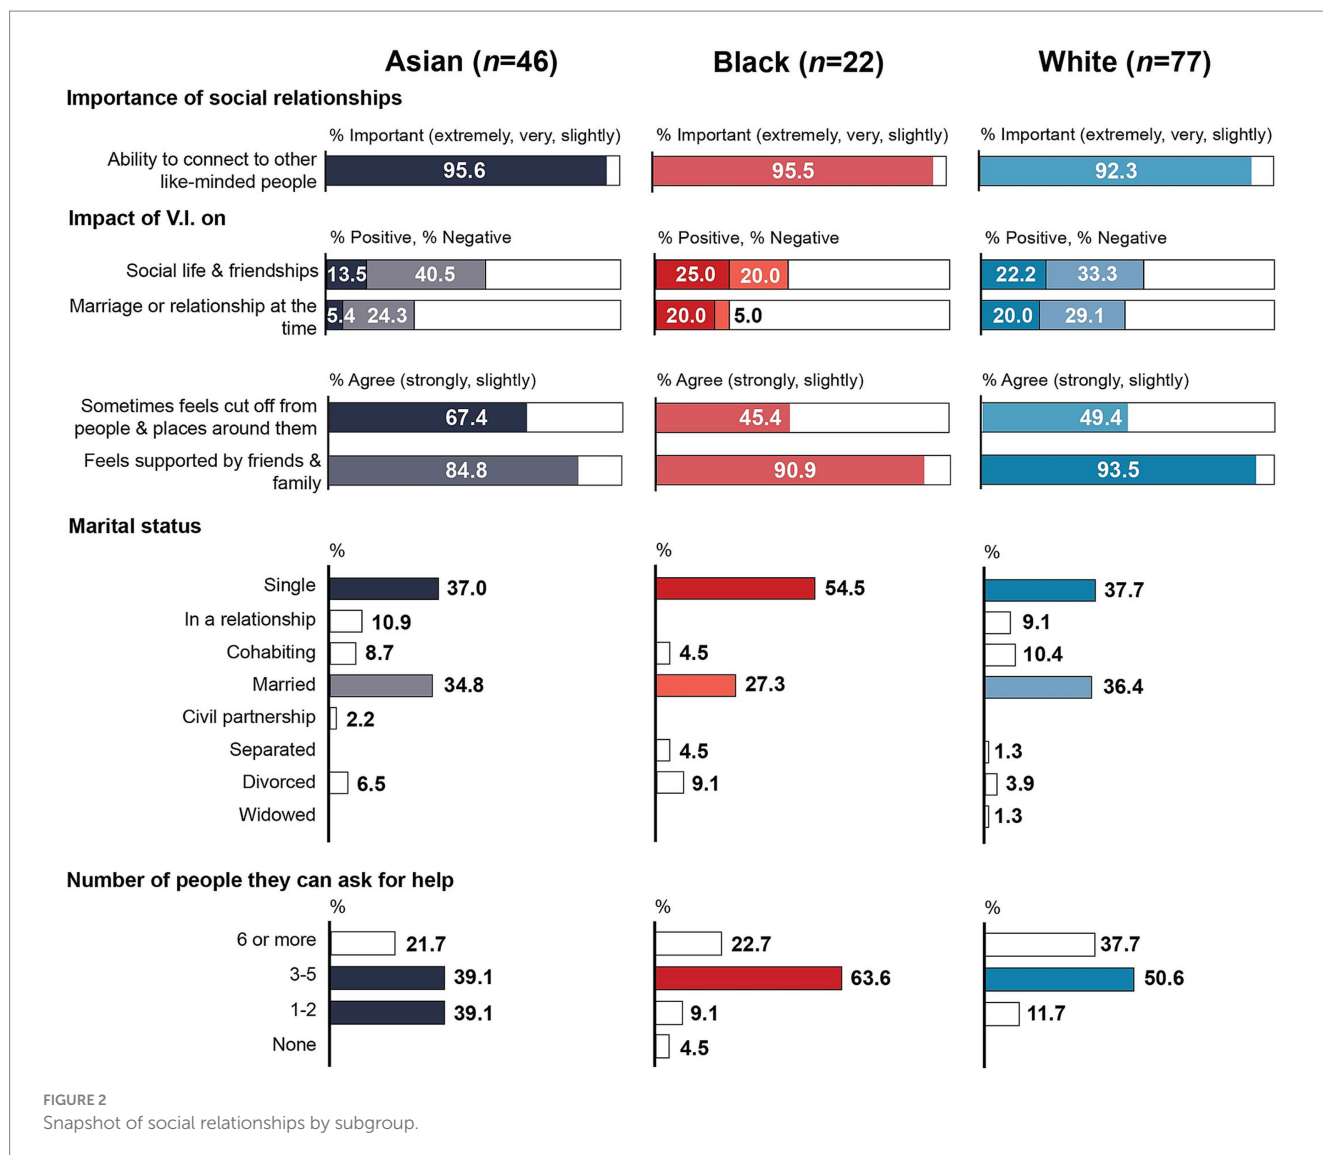 Asian (n=46) Black (n=22) White (n=77)
Importance of social relationships
% Important (extremely, very, slightly) % Important (extremely, very, slightly) % Important (extremely, very, slightly)
Ability to connect to other
like-minded people
95.6 95.5 92.3
Impact of V.I. on
% Positive, % Negative % Positive, % Negative % Positive, % Negative
Social life & friendships 13.5 40.5 25.0 20.0 22.2 33.3
Marriage or relationship at the
time
5.4 24.3 20.0 5.0 20.0 29.1
% Agree (strongly, slightly) % Agree (strongly, slightly) % Agree (strongly, slightly)
Sometimes feels cut off from
people & places around them
67.4 45.4 49.4
Feels supported by friends &
family
84.8 90.9 93.5
Marital status
% % %
Single 37.0 54.5 37.7
In a relationship 10.9 9.1
Cohabiting 8.7 4.5 10.4
Married 34.8 27.3 36.4
Civil partnership 2.2
Separated 4.5 1.3
Divorced 6.5 9.1 3.9
Widowed 1.3
Number of people they can ask for help
% % %
6 or more 21.7 22.7 37.7
3-5 39.1 63.6 50.6
1-2 39.1 9.1 11.7
None 4.5
FIGURE 2
Snapshot of social relationships by subgroup.